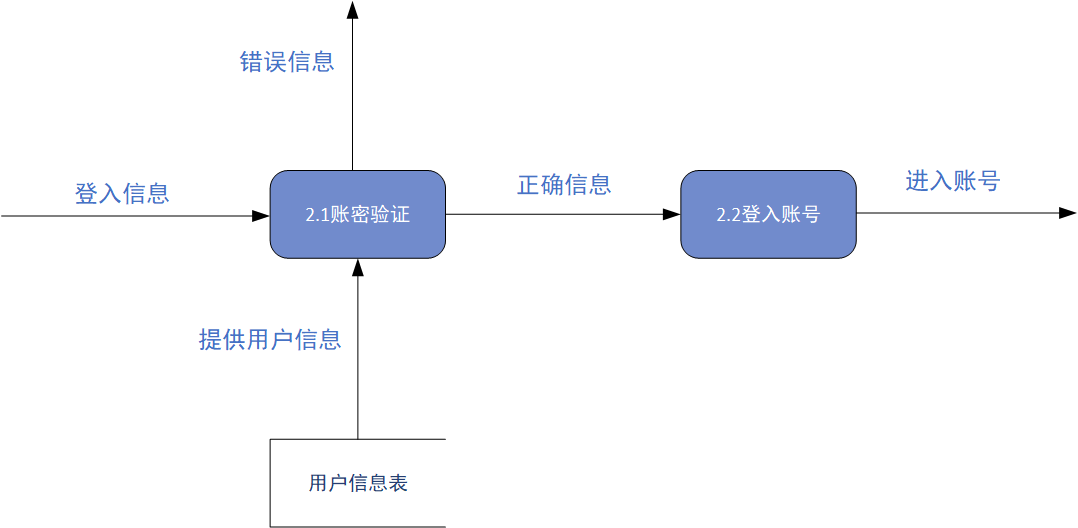 错误信息
登入信息
2.1账密验证
正确信息
2.2登入账号
进入账号
提供用户信息
用户信息表